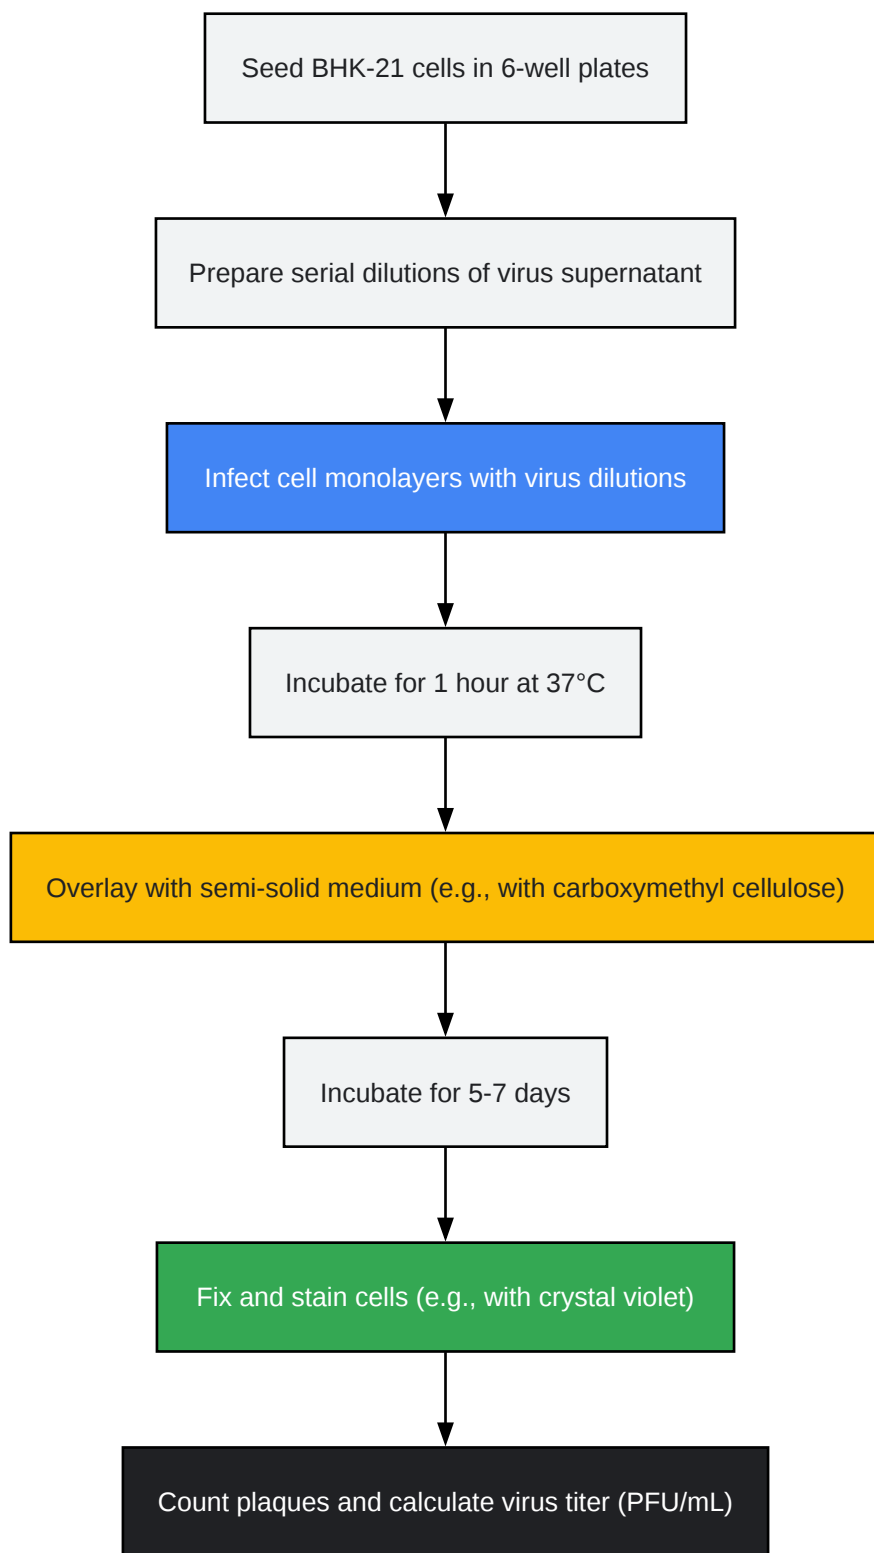 Seed BHK-21 cells in 6-well plates
Prepare serial dilutions of virus supernatant
Infect cell monolayers with virus dilutions
Incubate for 1 hour at 37°C
Overlay with semi-solid medium (e.g., with carboxymethyl cellulose)
Incubate for 5-7 days
Fix and stain cells (e.g., with crystal violet)
Count plaques and calculate virus titer (PFU/mL)